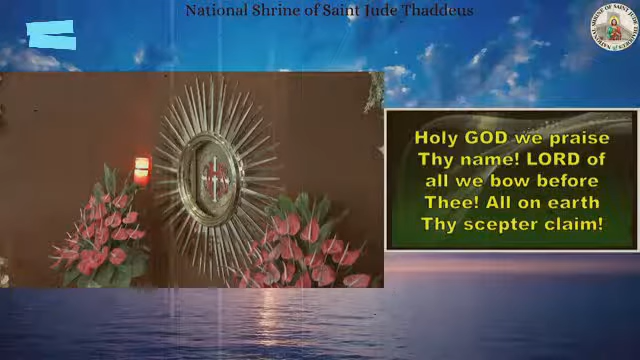 National Shrine of Saint Jude Thaddeus
Holy GOD we praise
Thy name! LORD of
all we bow before
Thee! All on earth
Thy scepter claim!